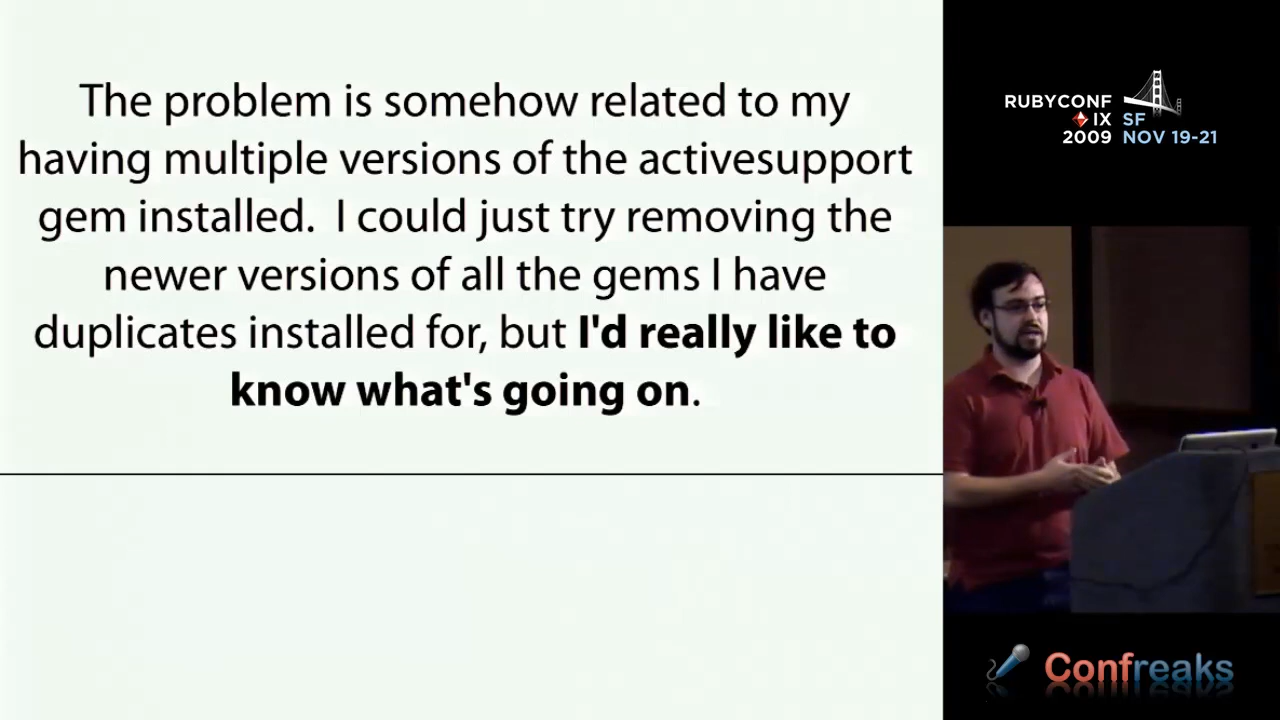 The problem is somehow related to my
having multiple versions of the activesupport
gem installed.  I could just try removing the
newer versions of all the gems I have
duplicates installed for, but I'd really like to
know what's going on.
RUBYCONF
IX SF
2009 NOV 19-21
Confreaks